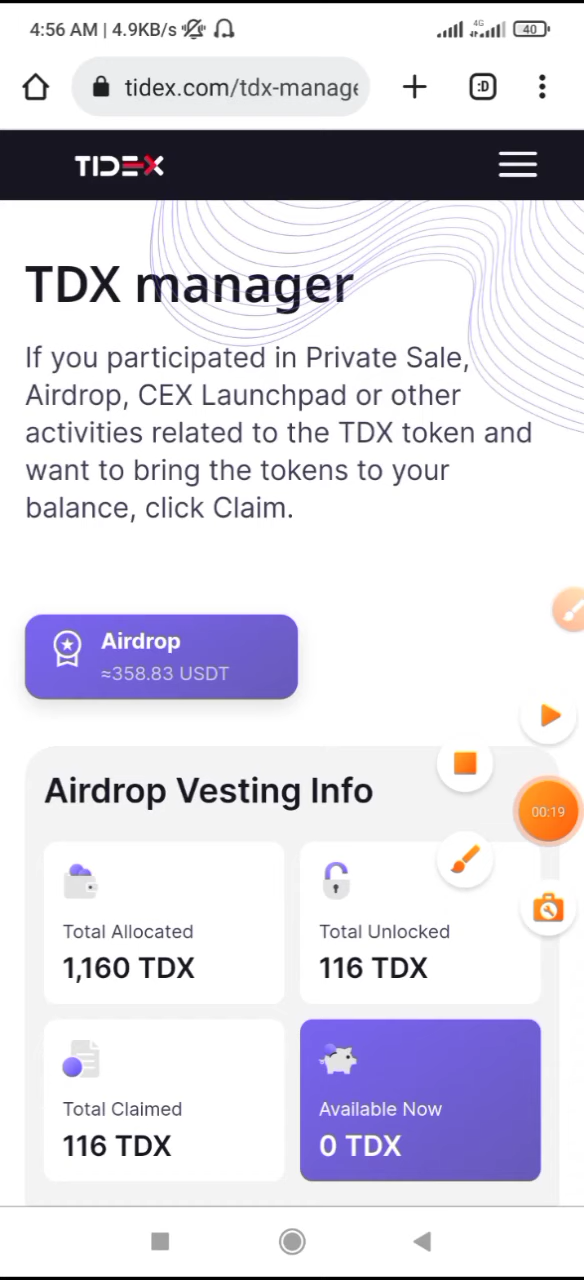 4:56 AM | 4.9KB/s
4G
40
tidex.com/tdx-manage
:D
TIDEX
TDX manager
If you participated in Private Sale,
Airdrop, CEX Launchpad or other
activities related to the TDX token and
want to bring the tokens to your
balance, click Claim.
Airdrop
≈358.83 USDT
Airdrop Vesting Info
00:19
Total Allocated
1,160 TDX
Total Unlocked
116 TDX
Total Claimed
116 TDX
Available Now
0 TDX